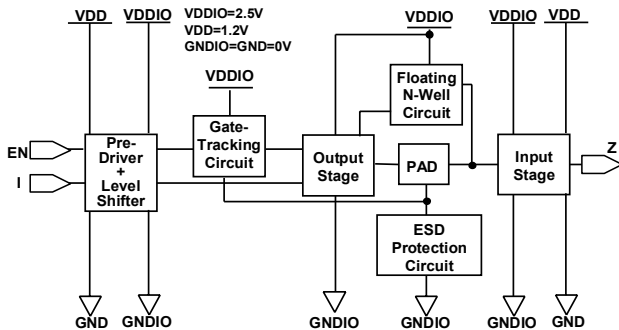 VDD
VDDIO
VDDIO=2.5V
VDD=1.2V
GNDIO=GND=0V
VDDIO
VDDIO
VDDIO
VDD
Floating
N-Well
Circuit
Gate-
Tracking
Circuit
EN
I
Pre-
Driver
+
Level
Shifter
Output
Stage
PAD
Input
Stage
Z
ESD
Protection
Circuit
GND
GNDIO
GNDIO
GNDIO
GNDIO
GND